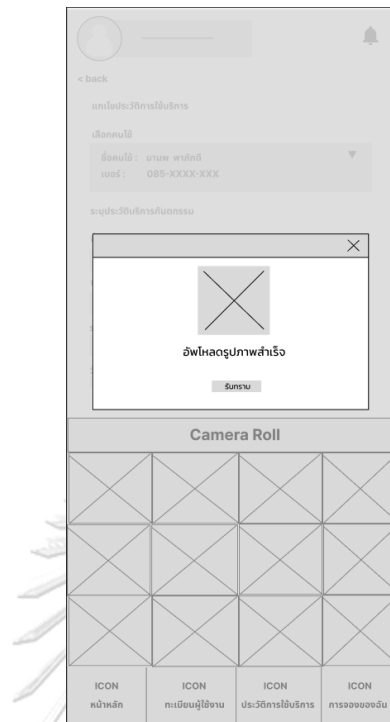 < back
แก้ไขประวัติการใช้บริการ
เลือกคนไข้
ชื่อคนไข้ : มานพ พาภักดี
เบอร์ : 085-XXXX-XXX
ระบุประวัติบริการทันตกรรม
อัพโหลดรูปภาพสำเร็จ
รับทราบ
Camera Roll
ICON ICON ICON ICON
หน้าหลัก ทะเบียนผู้ใช้งาน ประวัติการใช้บริการ การจองของฉัน